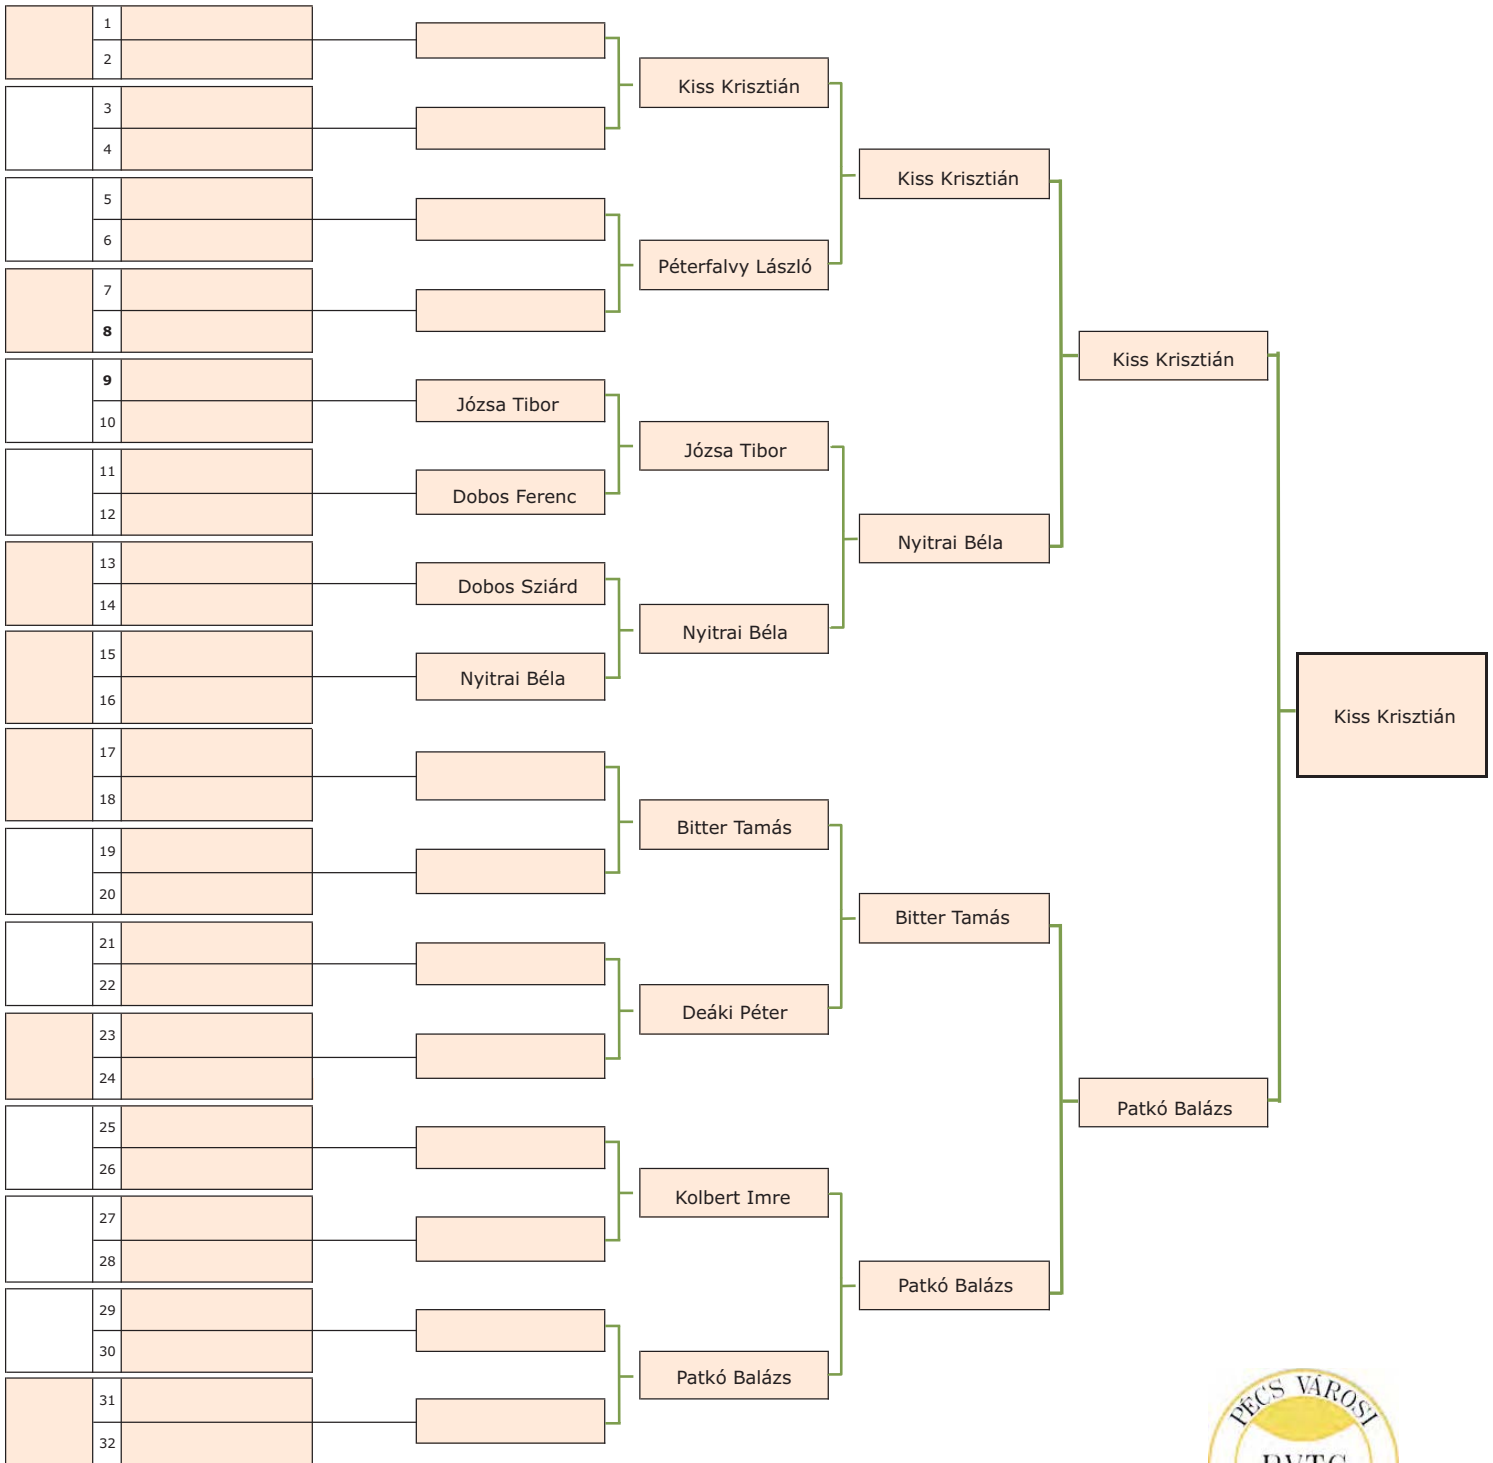 1
2
3
4
5
6
7
8
9
10
11
12
13
14
15
16
17
18
19
20
21
22
23
24
25
26
27
28
29
30
31
32
Józsa Tibor
Dobos Ferenc
Dobos Sziárd
Nyitrai Béla
Kiss Krisztián
Péterfalvy László
Józsa Tibor
Nyitrai Béla
Bitter Tamás
Deáki Péter
Kolbert Imre
Patkó Balázs
Kiss Krisztián
Nyitrai Béla
Bitter Tamás
Patkó Balázs
Kiss Krisztián
Patkó Balázs
Kiss Krisztián
PÉCS VÁROSI
PVTC